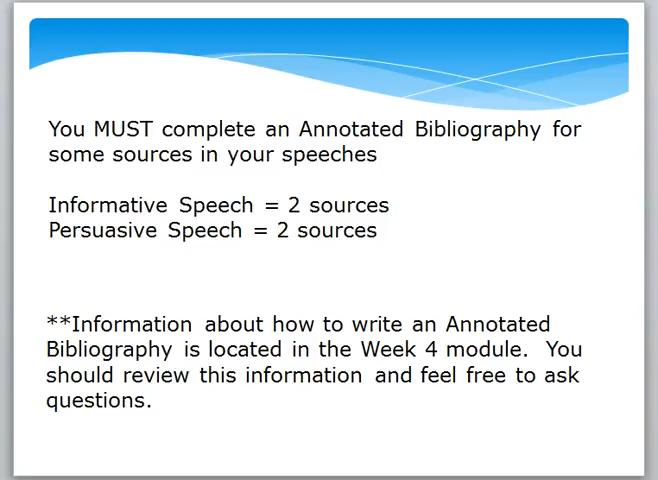 You MUST complete an Annotated Bibliography for
some sources in your speeches
Informative Speech = 2 sources
Persuasive Speech = 2 sources
**Information about how to write an Annotated
Bibliography is located in the Week 4 module. You
should review this information and feel free to ask
questions.